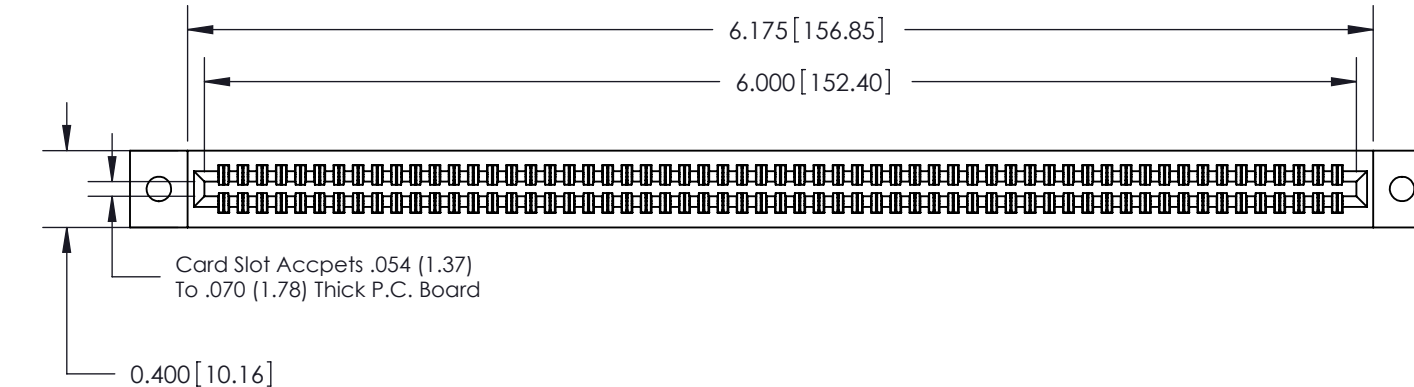 6.175[156.85]
6.000[152.40]
Card Slot Accpets .054 (1.37)
To .070 (1.78) Thick P.C. Board
0.400[10.16]